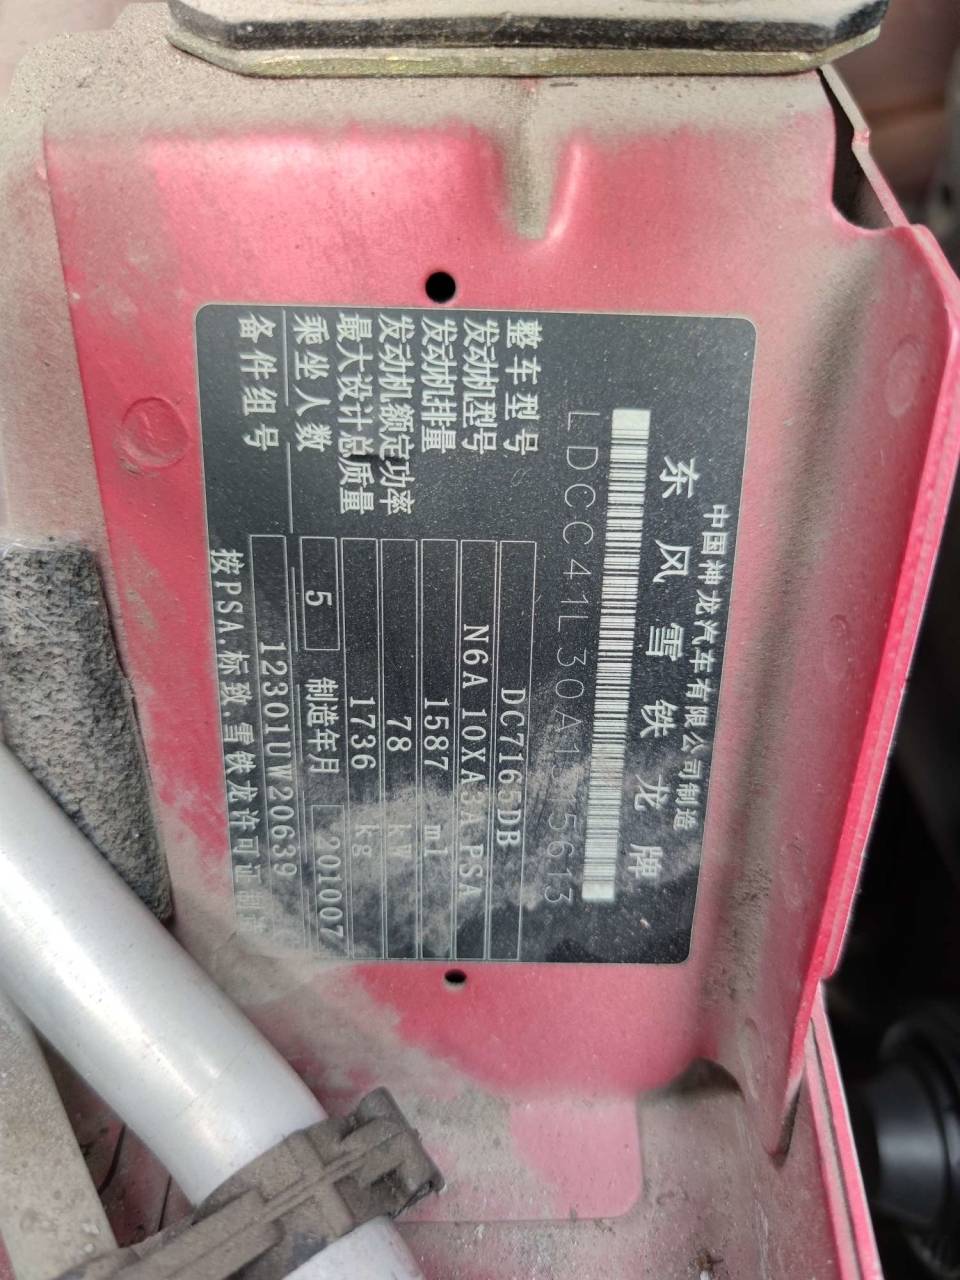 中国神龙汽车有限公司制造
东风雪铁龙牌
LDCC41L30A1315613
整车型号 DC7165DB
发动机型号 N6A 10XA3A PSA
发动机排量 1587 ml
发动机额定功率 78 kW
最大设计总质量 1736 kg
乘坐人数 5 制造年月 201007
备件组号 12301UW20639
按PSA.标致雪铁龙许可证制